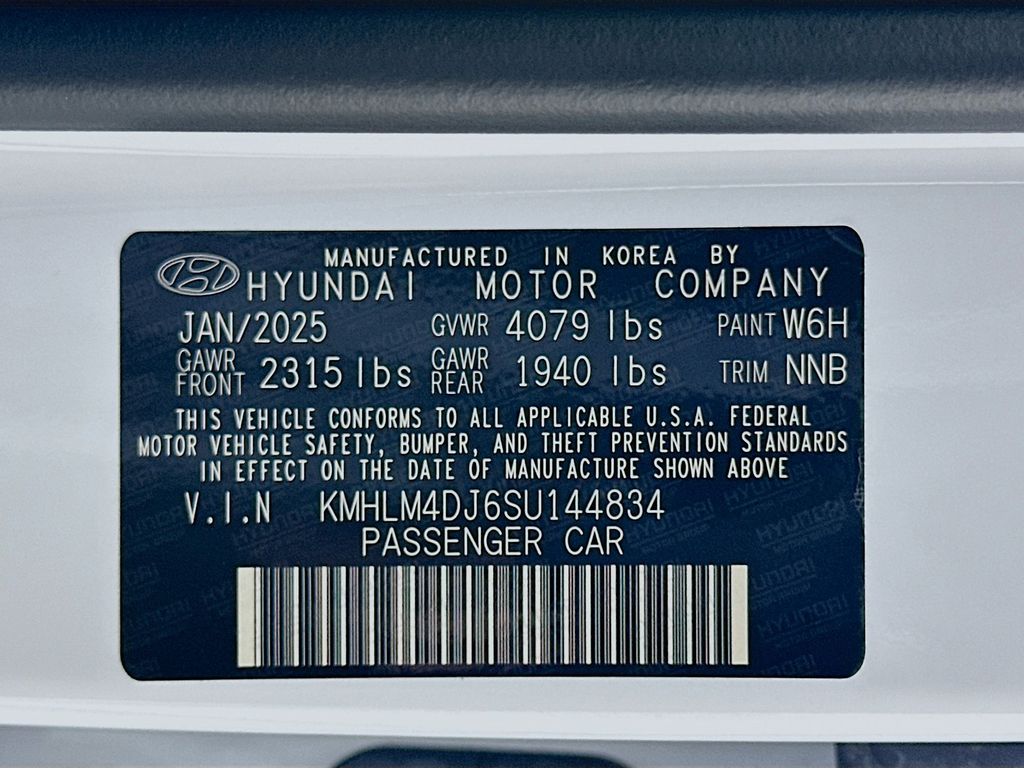 MANUFACTURED IN KOREA BY
HYUNDAI MOTOR COMPANY
JAN/2025 GVWR 4079 lbs PAINT W6H
GAWR FRONT 2315 lbs GAWR REAR 1940 lbs TRIM NNB
THIS VEHICLE CONFORMS TO ALL APPLICABLE U.S.A. FEDERAL
MOTOR VEHICLE SAFETY, BUMPER, AND THEFT PREVENTION STANDARDS
IN EFFECT ON THE DATE OF MANUFACTURE SHOWN ABOVE
V.I.N KMHLM4DJ6SU144834
PASSENGER CAR